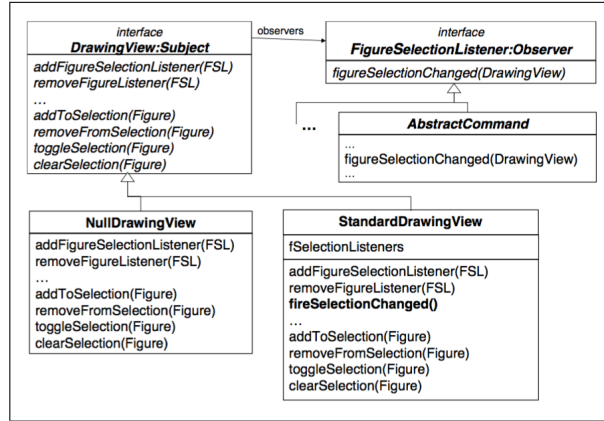 interface
DrawingView:Subject
addFigureSelectionListener(FSL)
removeFigureListener(FSL)
...
addToSelection(Figure)
removeFromSelection(Figure)
toggleSelection(Figure)
clearSelection(Figure)
observers
interface
FigureSelectionListener:Observer
figureSelectionChanged(DrawingView)
...
AbstractCommand
...
figureSelectionChanged(DrawingView)
...
NullDrawingView
addFigureSelectionListener(FSL)
removeFigureListener(FSL)
...
addToSelection(Figure)
removeFromSelection(Figure)
toggleSelection(Figure)
clearSelection(Figure)
StandardDrawingView
fSelectionListeners
addFigureSelectionListener(FSL)
removeFigureListener(FSL)
fireSelectionChanged()
...
addToSelection(Figure)
removeFromSelection(Figure)
toggleSelection(Figure)
clearSelection(Figure)